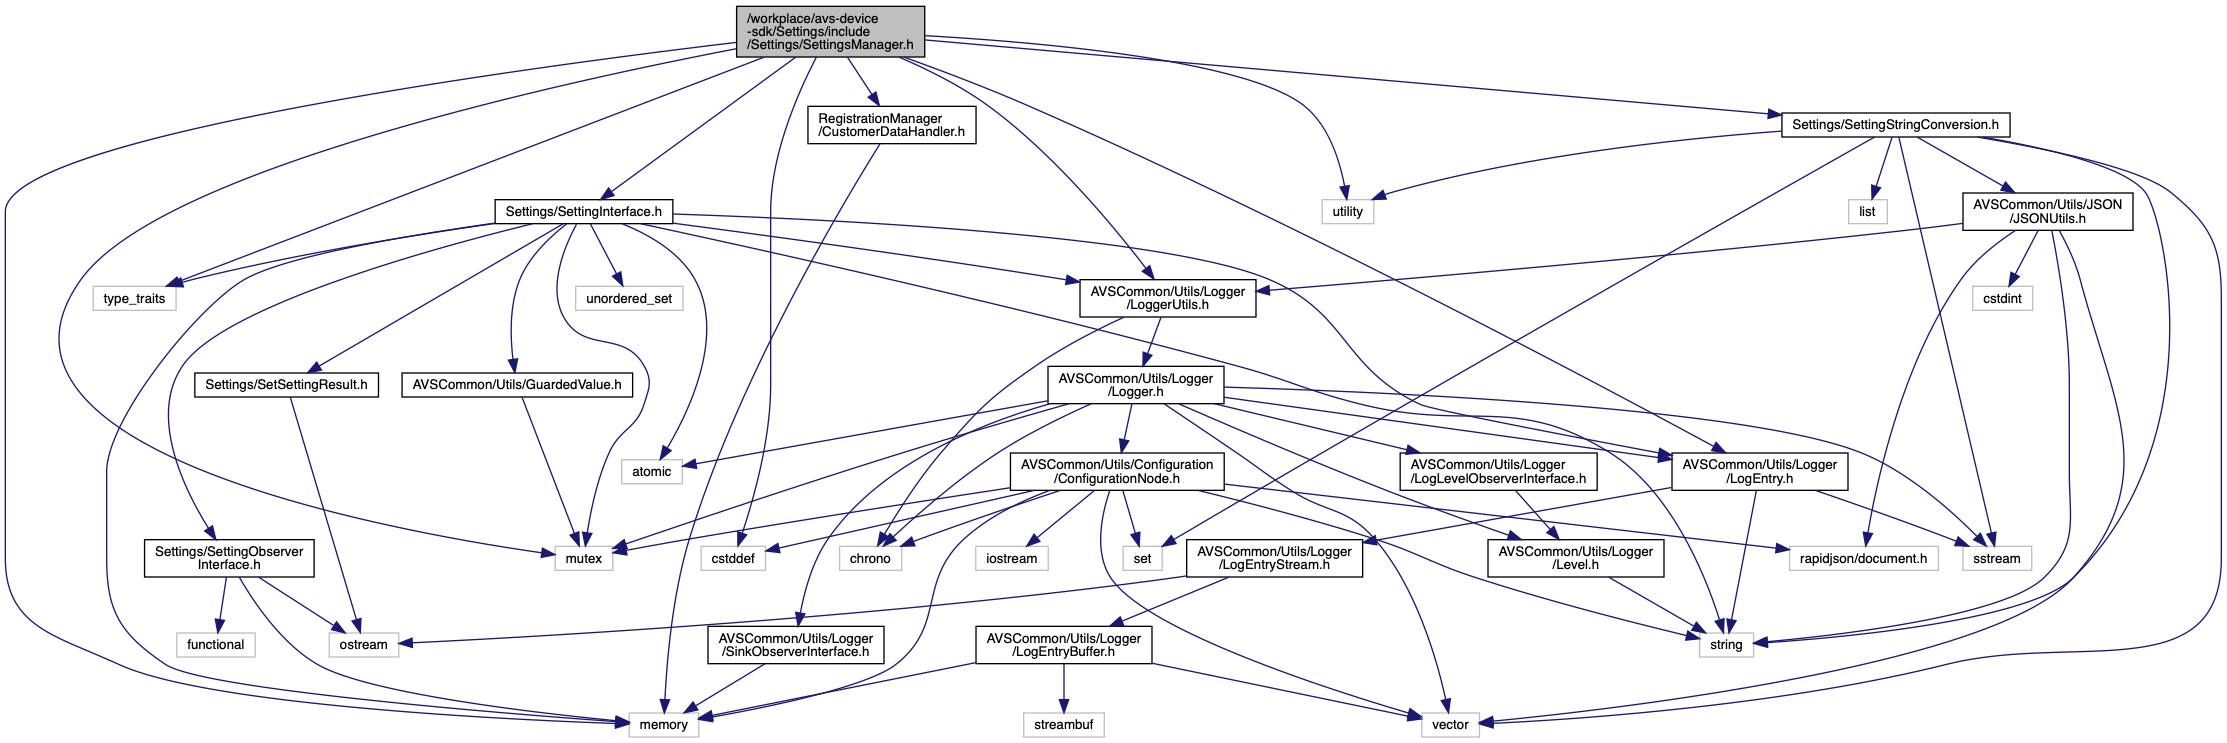 /workplace/avs-device
-sdk/Settings/include
/Settings/SettingsManager.h
RegistrationManager
/CustomerDataHandler.h
Settings/SettingStringConversion.h
Settings/SettingInterface.h
utility
list
AVSCommon/Utils/JSON
/JSONUtils.h
type_traits
unordered_set
AVSCommon/Utils/Logger
/LoggerUtils.h
cstdint
Settings/SetSettingResult.h
AVSCommon/Utils/GuardedValue.h
AVSCommon/Utils/Logger
/Logger.h
atomic
AVSCommon/Utils/Configuration
/ConfigurationNode.h
AVSCommon/Utils/Logger
/LogLevelObserverInterface.h
AVSCommon/Utils/Logger
/LogEntry.h
Settings/SettingObserver
Interface.h
mutex
cstddef
chrono
iostream
set
AVSCommon/Utils/Logger
/LogEntryStream.h
AVSCommon/Utils/Logger
/Level.h
rapidjson/document.h
sstream
functional
ostream
AVSCommon/Utils/Logger
/SinkObserverInterface.h
AVSCommon/Utils/Logger
/LogEntryBuffer.h
string
memory
streambuf
vector